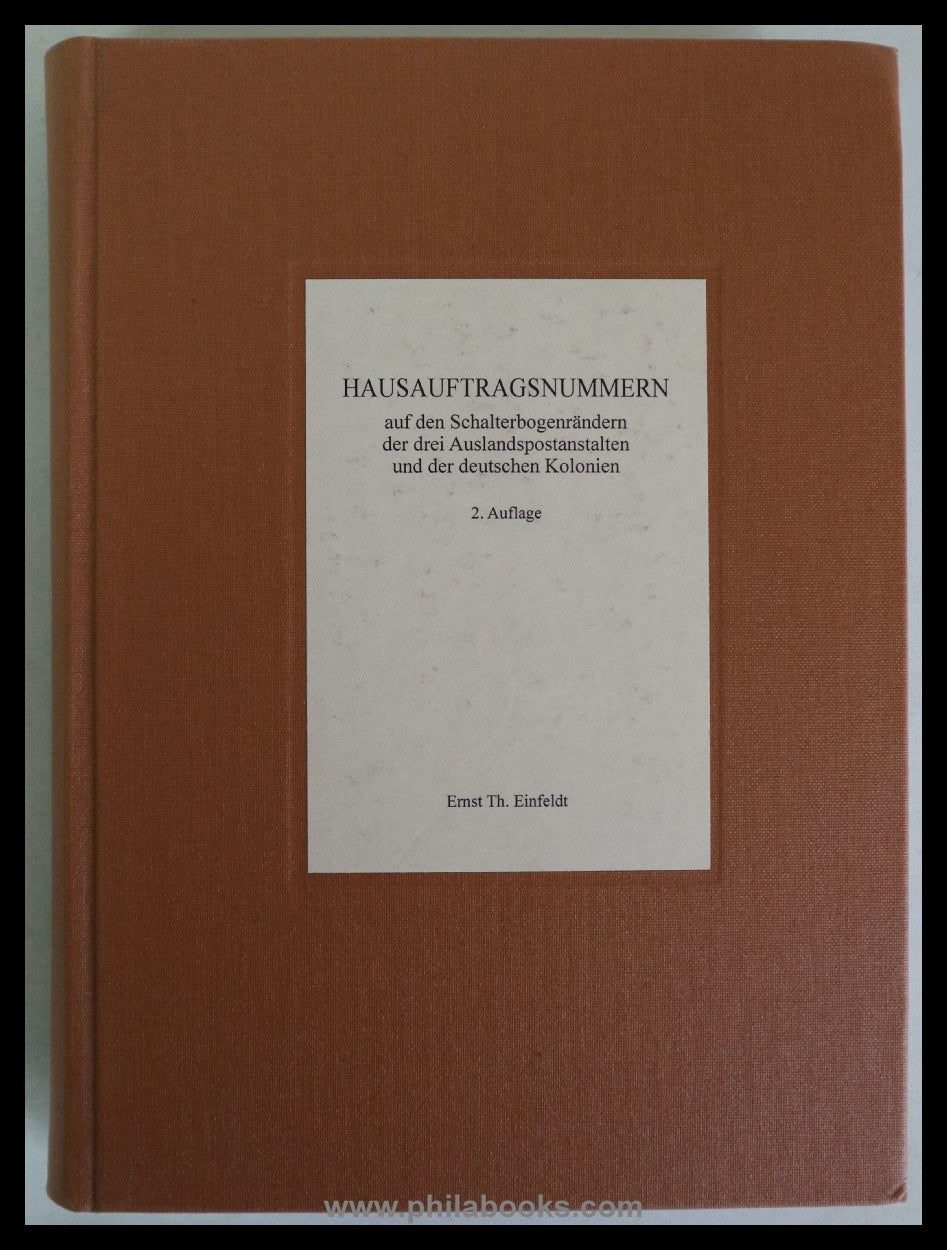 HAUSAUFTRAGSNUMMERN
auf den Schalterbogenrändern
der drei Auslandspostanstalten
und der deutschen Kolonien
2. Auflage
Ernst Th. Einfeldt
www.philabooks.com